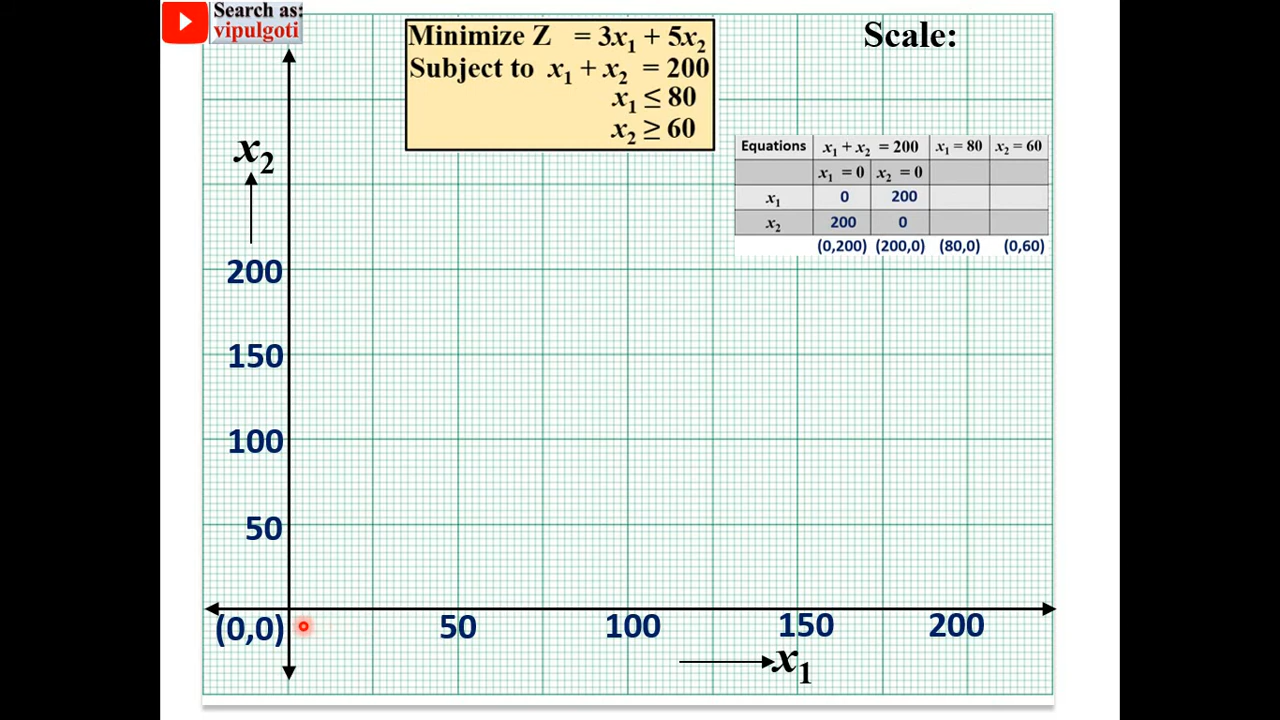 Search as:
vipulgoti
Minimize Z = 3x₁ + 5x₂
Subject to x₁ + x₂ = 200
x₁ ≤ 80
x₂ ≥ 60
Scale:
Equations x₁ + x₂ = 200 x₁ = 80 x₂ = 60
x₁ = 0 x₂ = 0
x₁ 0 200
x₂ 200 0
(0,200) (200,0) (80,0) (0,60)
x₂
200
150
100
50
(0,0) 50 100 150 200
x₁